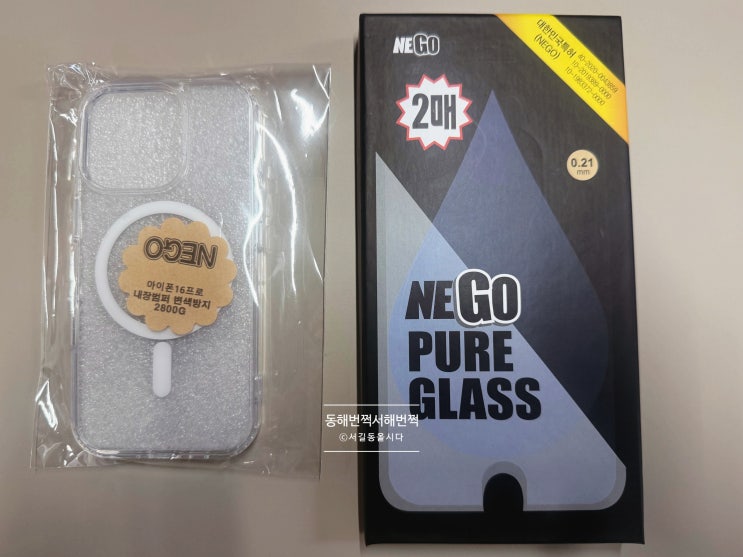 NEGO
아이폰16프로
내장범퍼 변색방지
2800G
NEGO
2매
대한민국특허
(NEGO)
0.21
mm
NEGO
PURE
GLASS
동해번쩍서해번쩍
©서길동옵시다